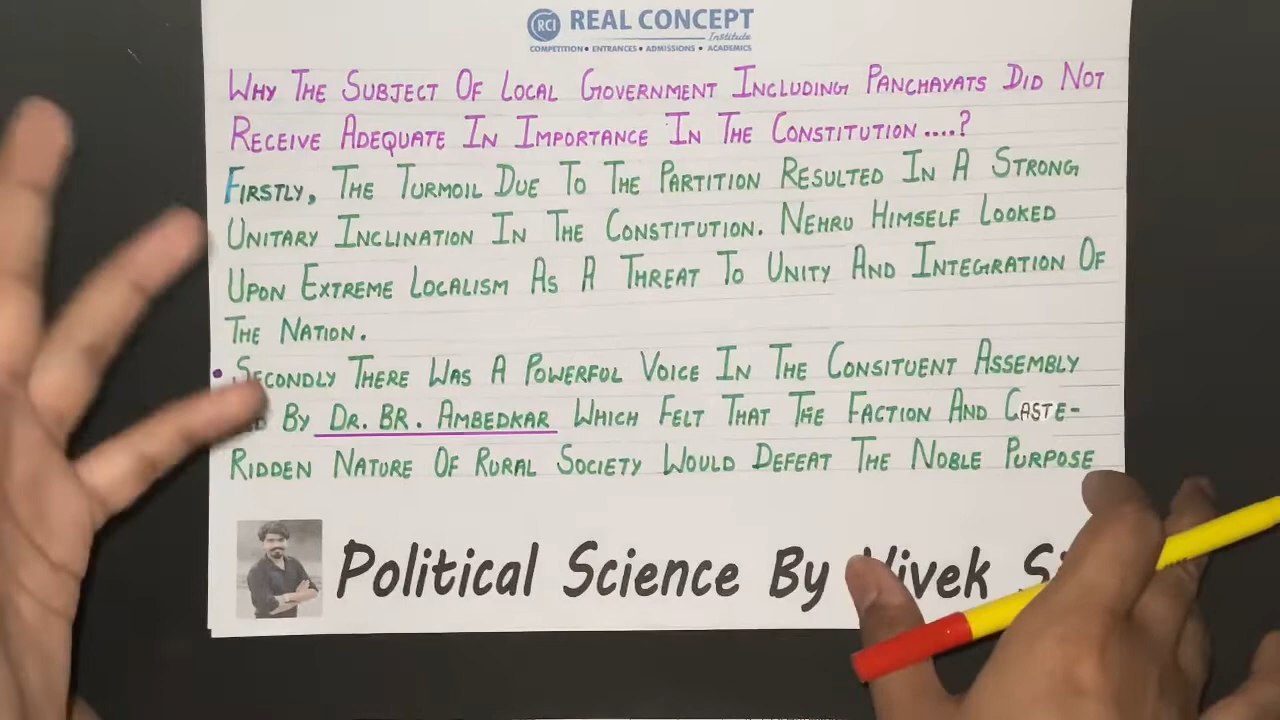 RCI REAL CONCEPT
Institute
COMPETITION • ENTRANCES • ADMISSIONS • ACADEMICS
WHY THE SUBJECT OF LOCAL GOVERNMENT INCLUDING PANCHAYATS DID NOT
RECEIVE ADEQUATE IN IMPORTANCE IN THE CONSTITUTION....?
FIRSTLY, THE TURMOIL DUE TO THE PARTITION RESULTED IN A STRONG
UNITARY INCLINATION IN THE CONSTITUTION. NEHRU HIMSELF LOOKED
UPON EXTREME LOCALISM AS A THREAT TO UNITY AND INTEGRATION OF
THE NATION.
• SECONDLY THERE WAS A POWERFUL VOICE IN THE CONSITUENT ASSEMBLY
BY DR. BR. AMBEDKAR WHICH FELT THAT THE FACTION AND CASTE-
RIDDEN NATURE OF RURAL SOCIETY WOULD DEFEAT THE NOBLE PURPOSE
Political Science By Vivek